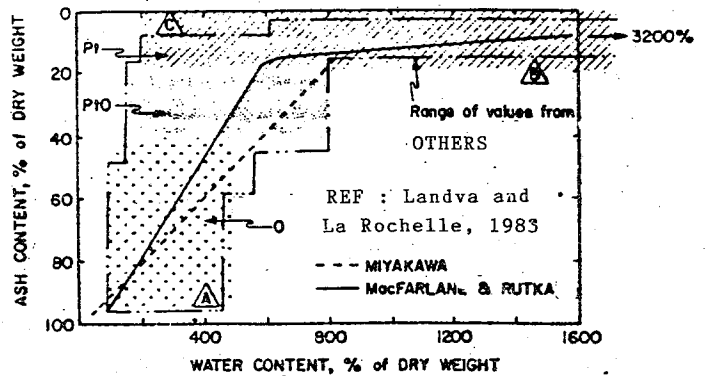 ASH CONTENT, % of DRY WEIGHT
0
20
40
60
80
100
Pt
PtO
O
C
B
A
3200%
Range of values from
OTHERS
REF : Landva and
La Rochelle, 1983
MIYAKAWA
MacFARLANE & RUTKA
400
800
1200
1600
WATER CONTENT, % of DRY WEIGHT